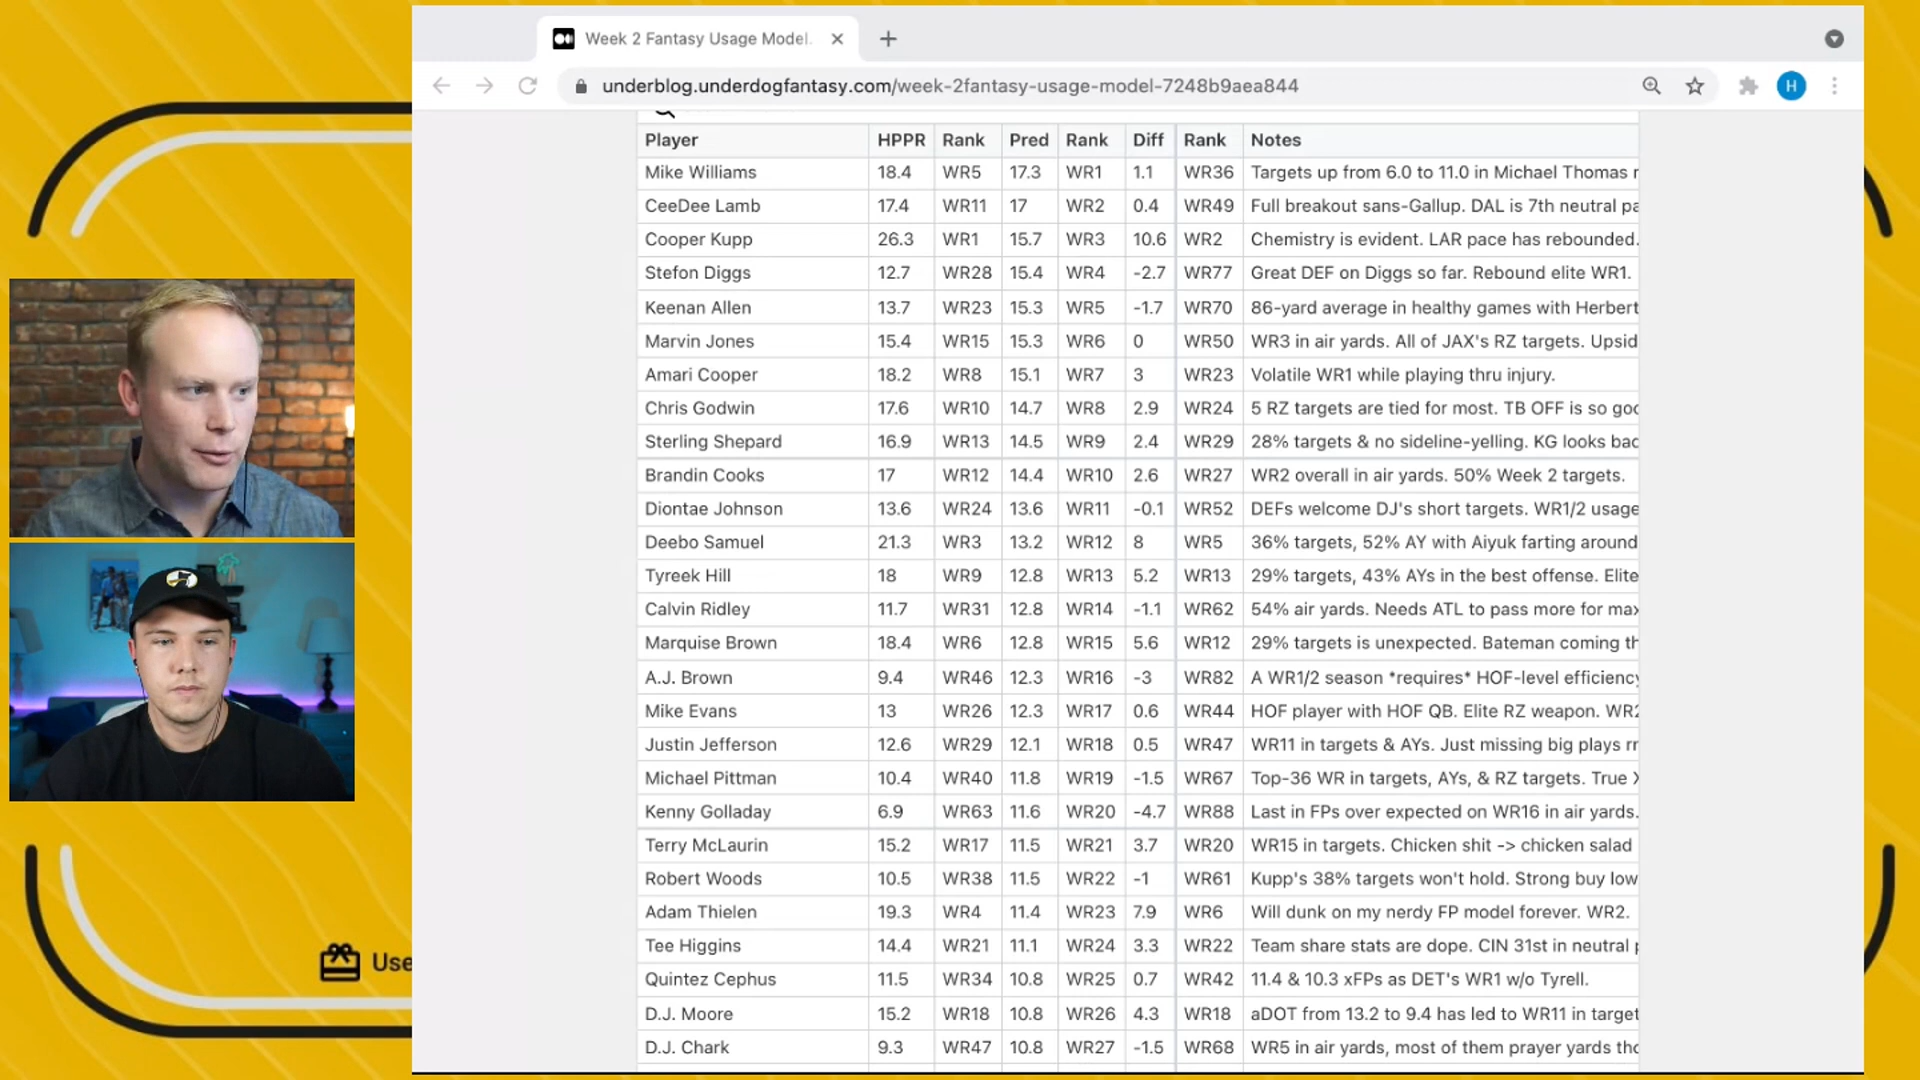 Week 2 Fantasy Usage Model.
underblog.underdogfantasy.com/week-2fantasy-usage-model-7248b9aea844
H
Player HPPR Rank Pred Rank Diff Rank Notes
Mike Williams 18.4 WR5 17.3 WR1 1.1 WR36 Targets up from 6.0 to 11.0 in Michael Thomas r
CeeDee Lamb 17.4 WR11 17 WR2 0.4 WR49 Full breakout sans-Gallup. DAL is 7th neutral pa
Cooper Kupp 26.3 WR1 15.7 WR3 10.6 WR2 Chemistry is evident. LAR pace has rebounded.
Stefon Diggs 12.7 WR28 15.4 WR4 -2.7 WR77 Great DEF on Diggs so far. Rebound elite WR1.
Keenan Allen 13.7 WR23 15.3 WR5 -1.7 WR70 86-yard average in healthy games with Herbert
Marvin Jones 15.4 WR15 15.3 WR6 0 WR50 WR3 in air yards. All of JAX's RZ targets. Upsid
Amari Cooper 18.2 WR8 15.1 WR7 3 WR23 Volatile WR1 while playing thru injury.
Chris Godwin 17.6 WR10 14.7 WR8 2.9 WR24 5 RZ targets are tied for most. TB OFF is so goo
Sterling Shepard 16.9 WR13 14.5 WR9 2.4 WR29 28% targets & no sideline-yelling. KG looks bac
Brandin Cooks 17 WR12 14.4 WR10 2.6 WR27 WR2 overall in air yards. 50% Week 2 targets.
Diontae Johnson 13.6 WR24 13.6 WR11 -0.1 WR52 DEFs welcome DJ's short targets. WR1/2 usage
Deebo Samuel 21.3 WR3 13.2 WR12 8 WR5 36% targets, 52% AY with Aiyuk farting around
Tyreek Hill 18 WR9 12.8 WR13 5.2 WR13 29% targets, 43% AYs in the best offense. Elite
Calvin Ridley 11.7 WR31 12.8 WR14 -1.1 WR62 54% air yards. Needs ATL to pass more for max
Marquise Brown 18.4 WR6 12.8 WR15 5.6 WR12 29% targets is unexpected. Bateman coming th
A.J. Brown 9.4 WR46 12.3 WR16 -3 WR82 A WR1/2 season *requires* HOF-level efficiency
Mike Evans 13 WR26 12.3 WR17 0.6 WR44 HOF player with HOF QB. Elite RZ weapon. WR2
Justin Jefferson 12.6 WR29 12.1 WR18 0.5 WR47 WR11 in targets & AYs. Just missing big plays rr
Michael Pittman 10.4 WR40 11.8 WR19 -1.5 WR67 Top-36 WR in targets, AYs, & RZ targets. True X
Kenny Golladay 6.9 WR63 11.6 WR20 -4.7 WR88 Last in FPs over expected on WR16 in air yards.
Terry McLaurin 15.2 WR17 11.5 WR21 3.7 WR20 WR15 in targets. Chicken shit -> chicken salad
Robert Woods 10.5 WR38 11.5 WR22 -1 WR61 Kupp's 38% targets won't hold. Strong buy low
Adam Thielen 19.3 WR4 11.4 WR23 7.9 WR6 Will dunk on my nerdy FP model forever. WR2.
Tee Higgins 14.4 WR21 11.1 WR24 3.3 WR22 Team share stats are dope. CIN 31st in neutral p
Quintez Cephus 11.5 WR34 10.8 WR25 0.7 WR42 11.4 & 10.3 xFPs as DET's WR1 w/o Tyrell.
D.J. Moore 15.2 WR18 10.8 WR26 4.3 WR18 aDOT from 13.2 to 9.4 has led to WR11 in target
D.J. Chark 9.3 WR47 10.8 WR27 -1.5 WR68 WR5 in air yards, most of them prayer yards tho
Use